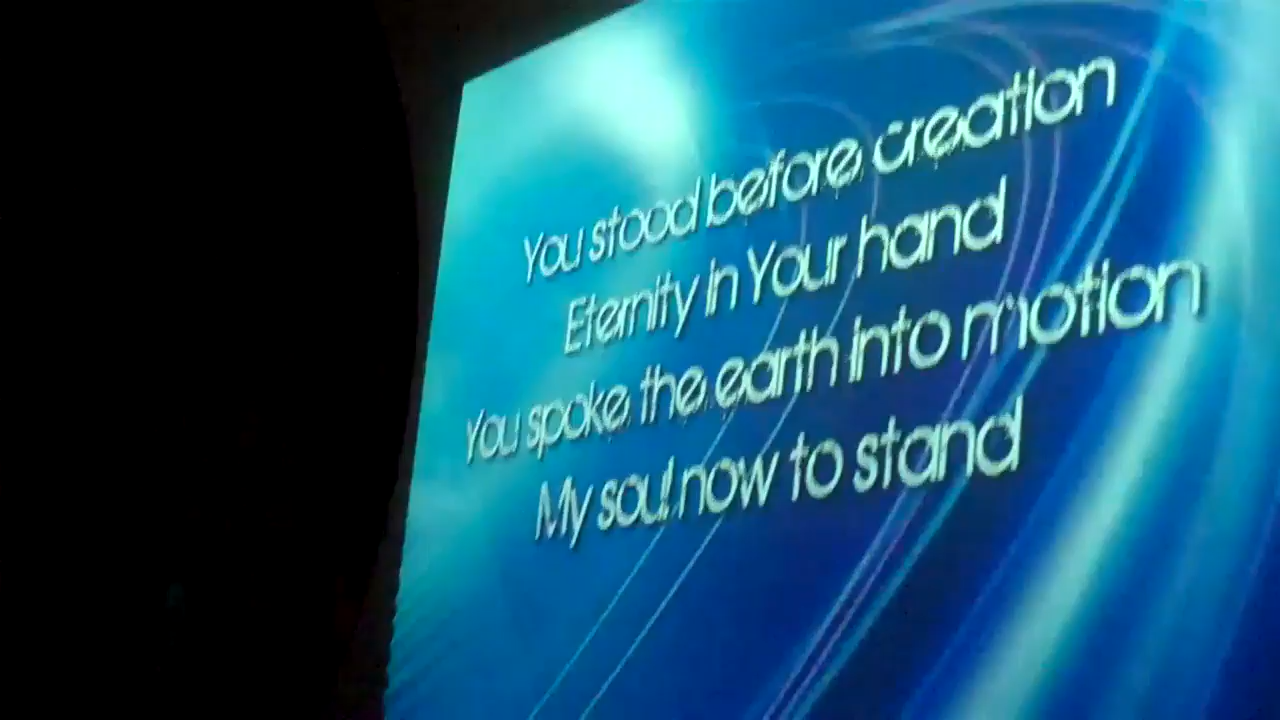 You stood before creation
Eternity in Your hand
You spoke the earth into motion
My soul now to stand